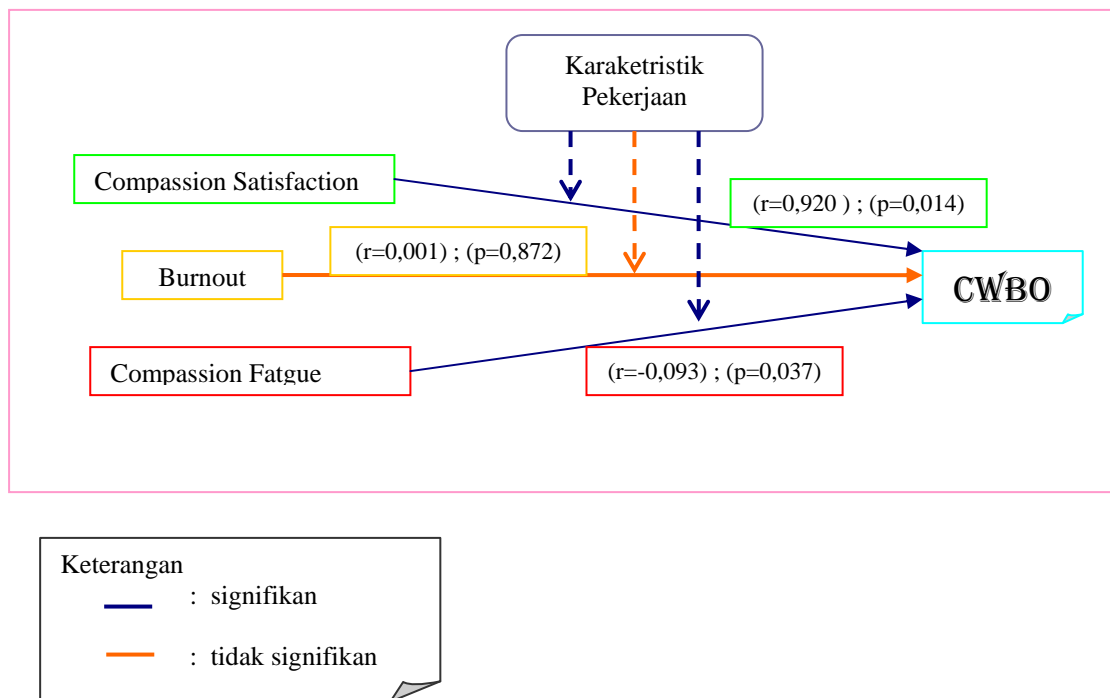 Karaketristik
Pekerjaan
Compassion Satisfaction
(r=0,920 ) ; (p=0,014)
(r=0,001) ; (p=0,872)
Burnout
CWBO
Compassion Fatgue
(r=-0,093) ; (p=0,037)
Keterangan
: signifikan
: tidak signifikan